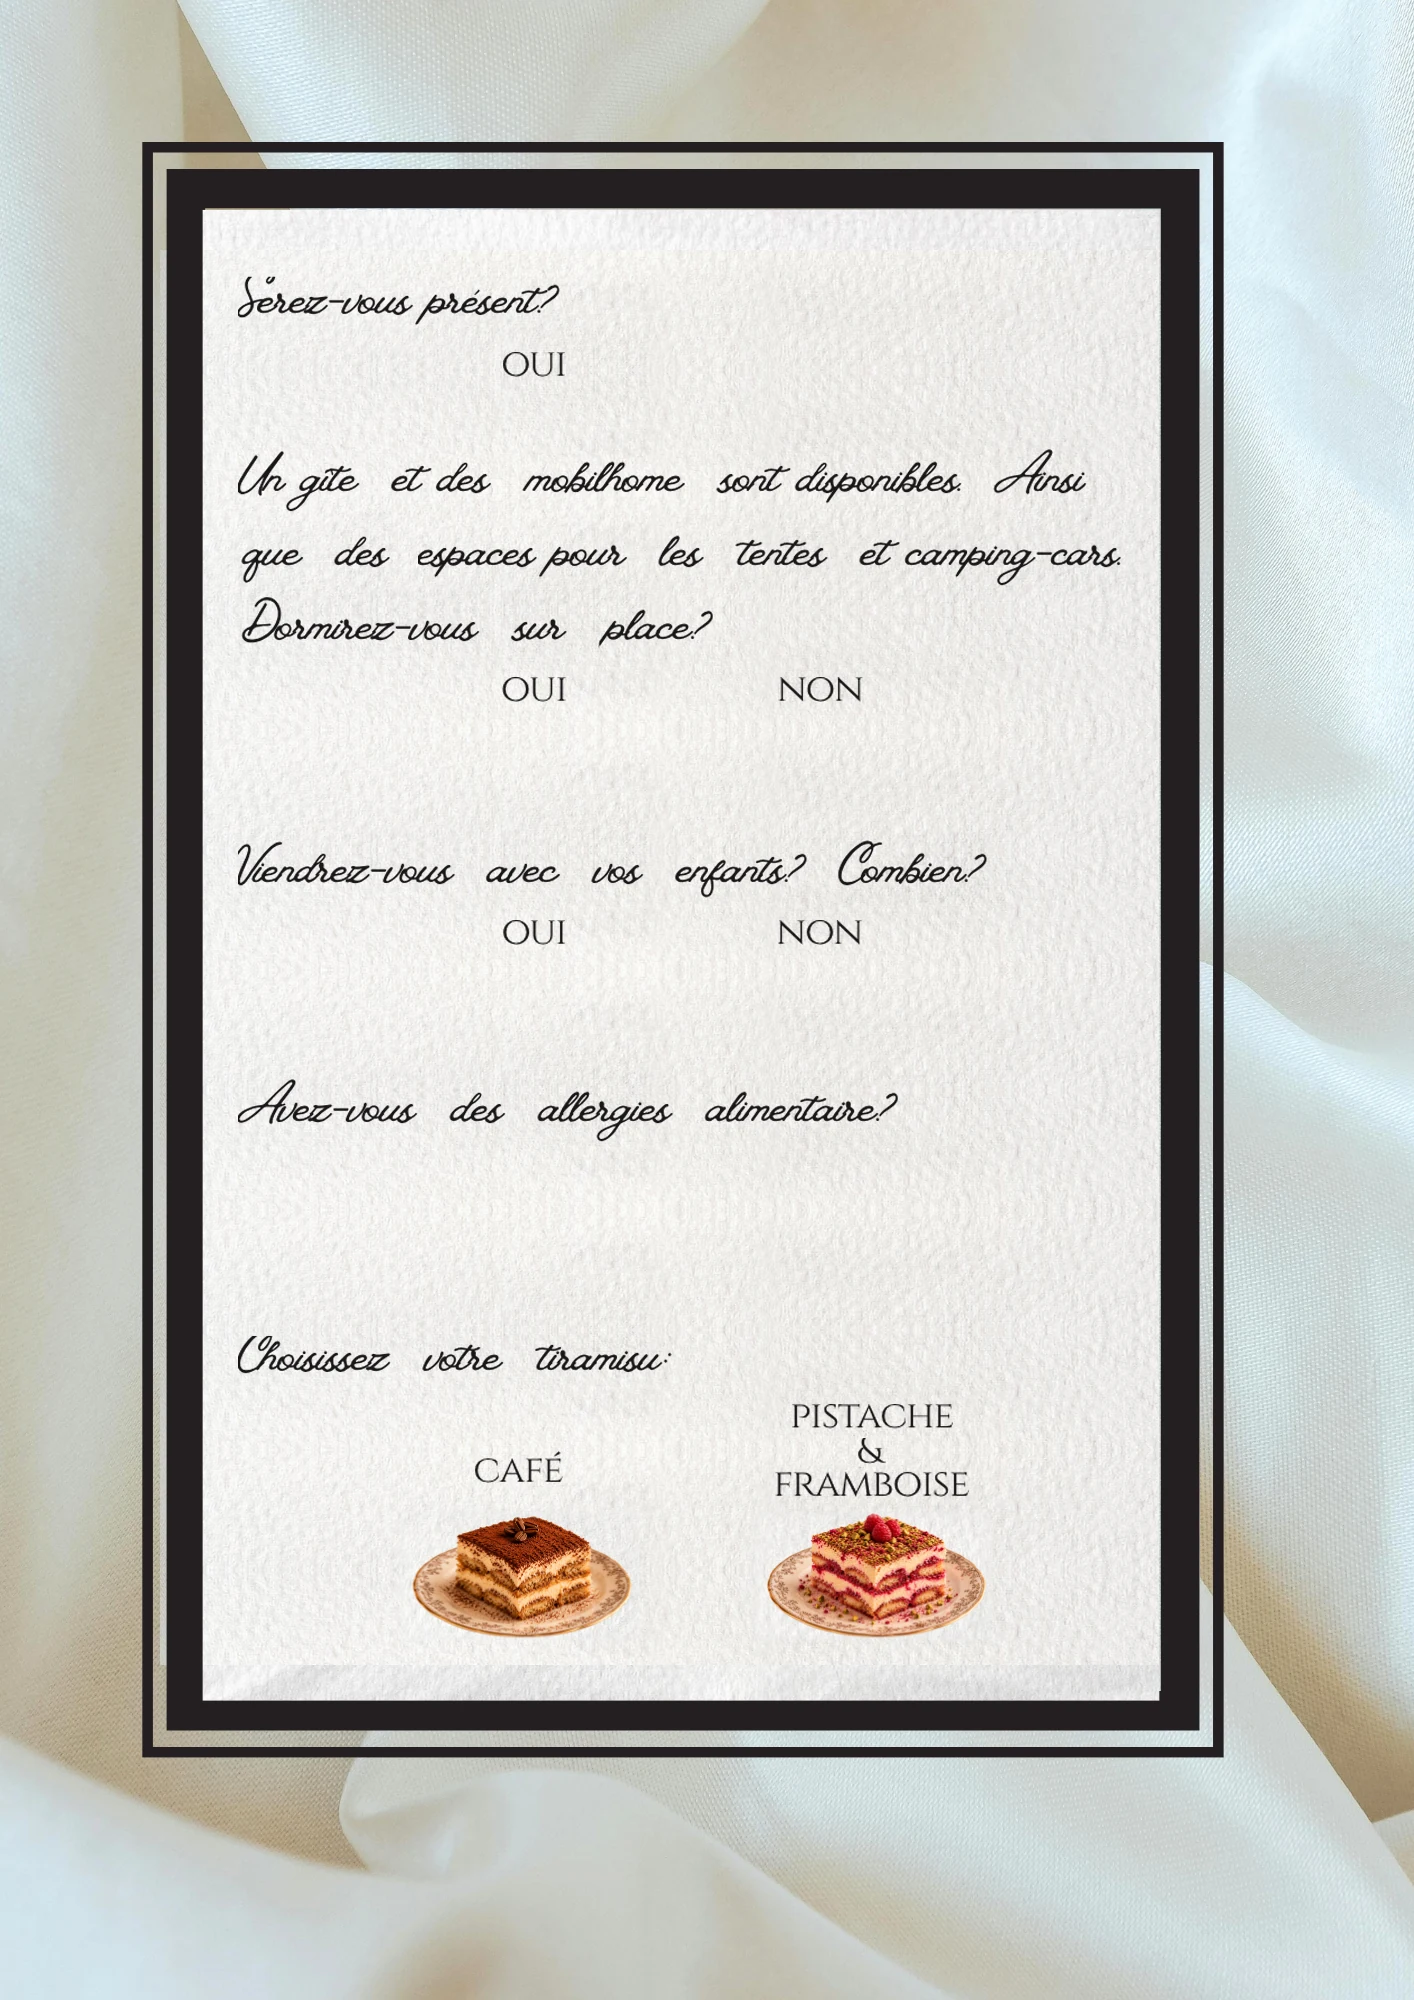 Serez-vous présent?
OUI
Un gîte et des mobilhome sont disponibles. Ainsi
que des espaces pour les tentes et camping-cars.
Dormirez-vous sur place?
OUI NON
Viendrez-vous avec vos enfants? Combien?
OUI NON
Avez-vous des allergies alimentaire?
Choisissez votre tiramisu:
PISTACHE
&
CAFÉ
FRAMBOISE